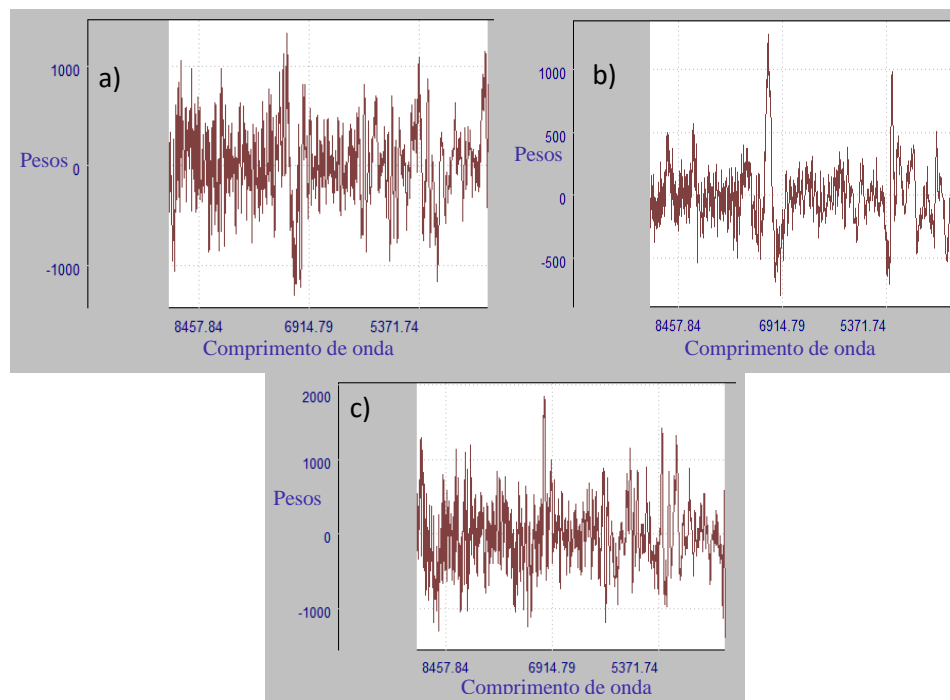 a)
1000
Pesos
0
-1000
8457.84 6914.79 5371.74
Comprimento de onda
b)
1000
500
Pesos
0
-500
8457.84 6914.79 5371.74
Comprimento de onda
c)
2000
1000
Pesos
0
-1000
8457.84 6914.79 5371.74
Comprimento de onda